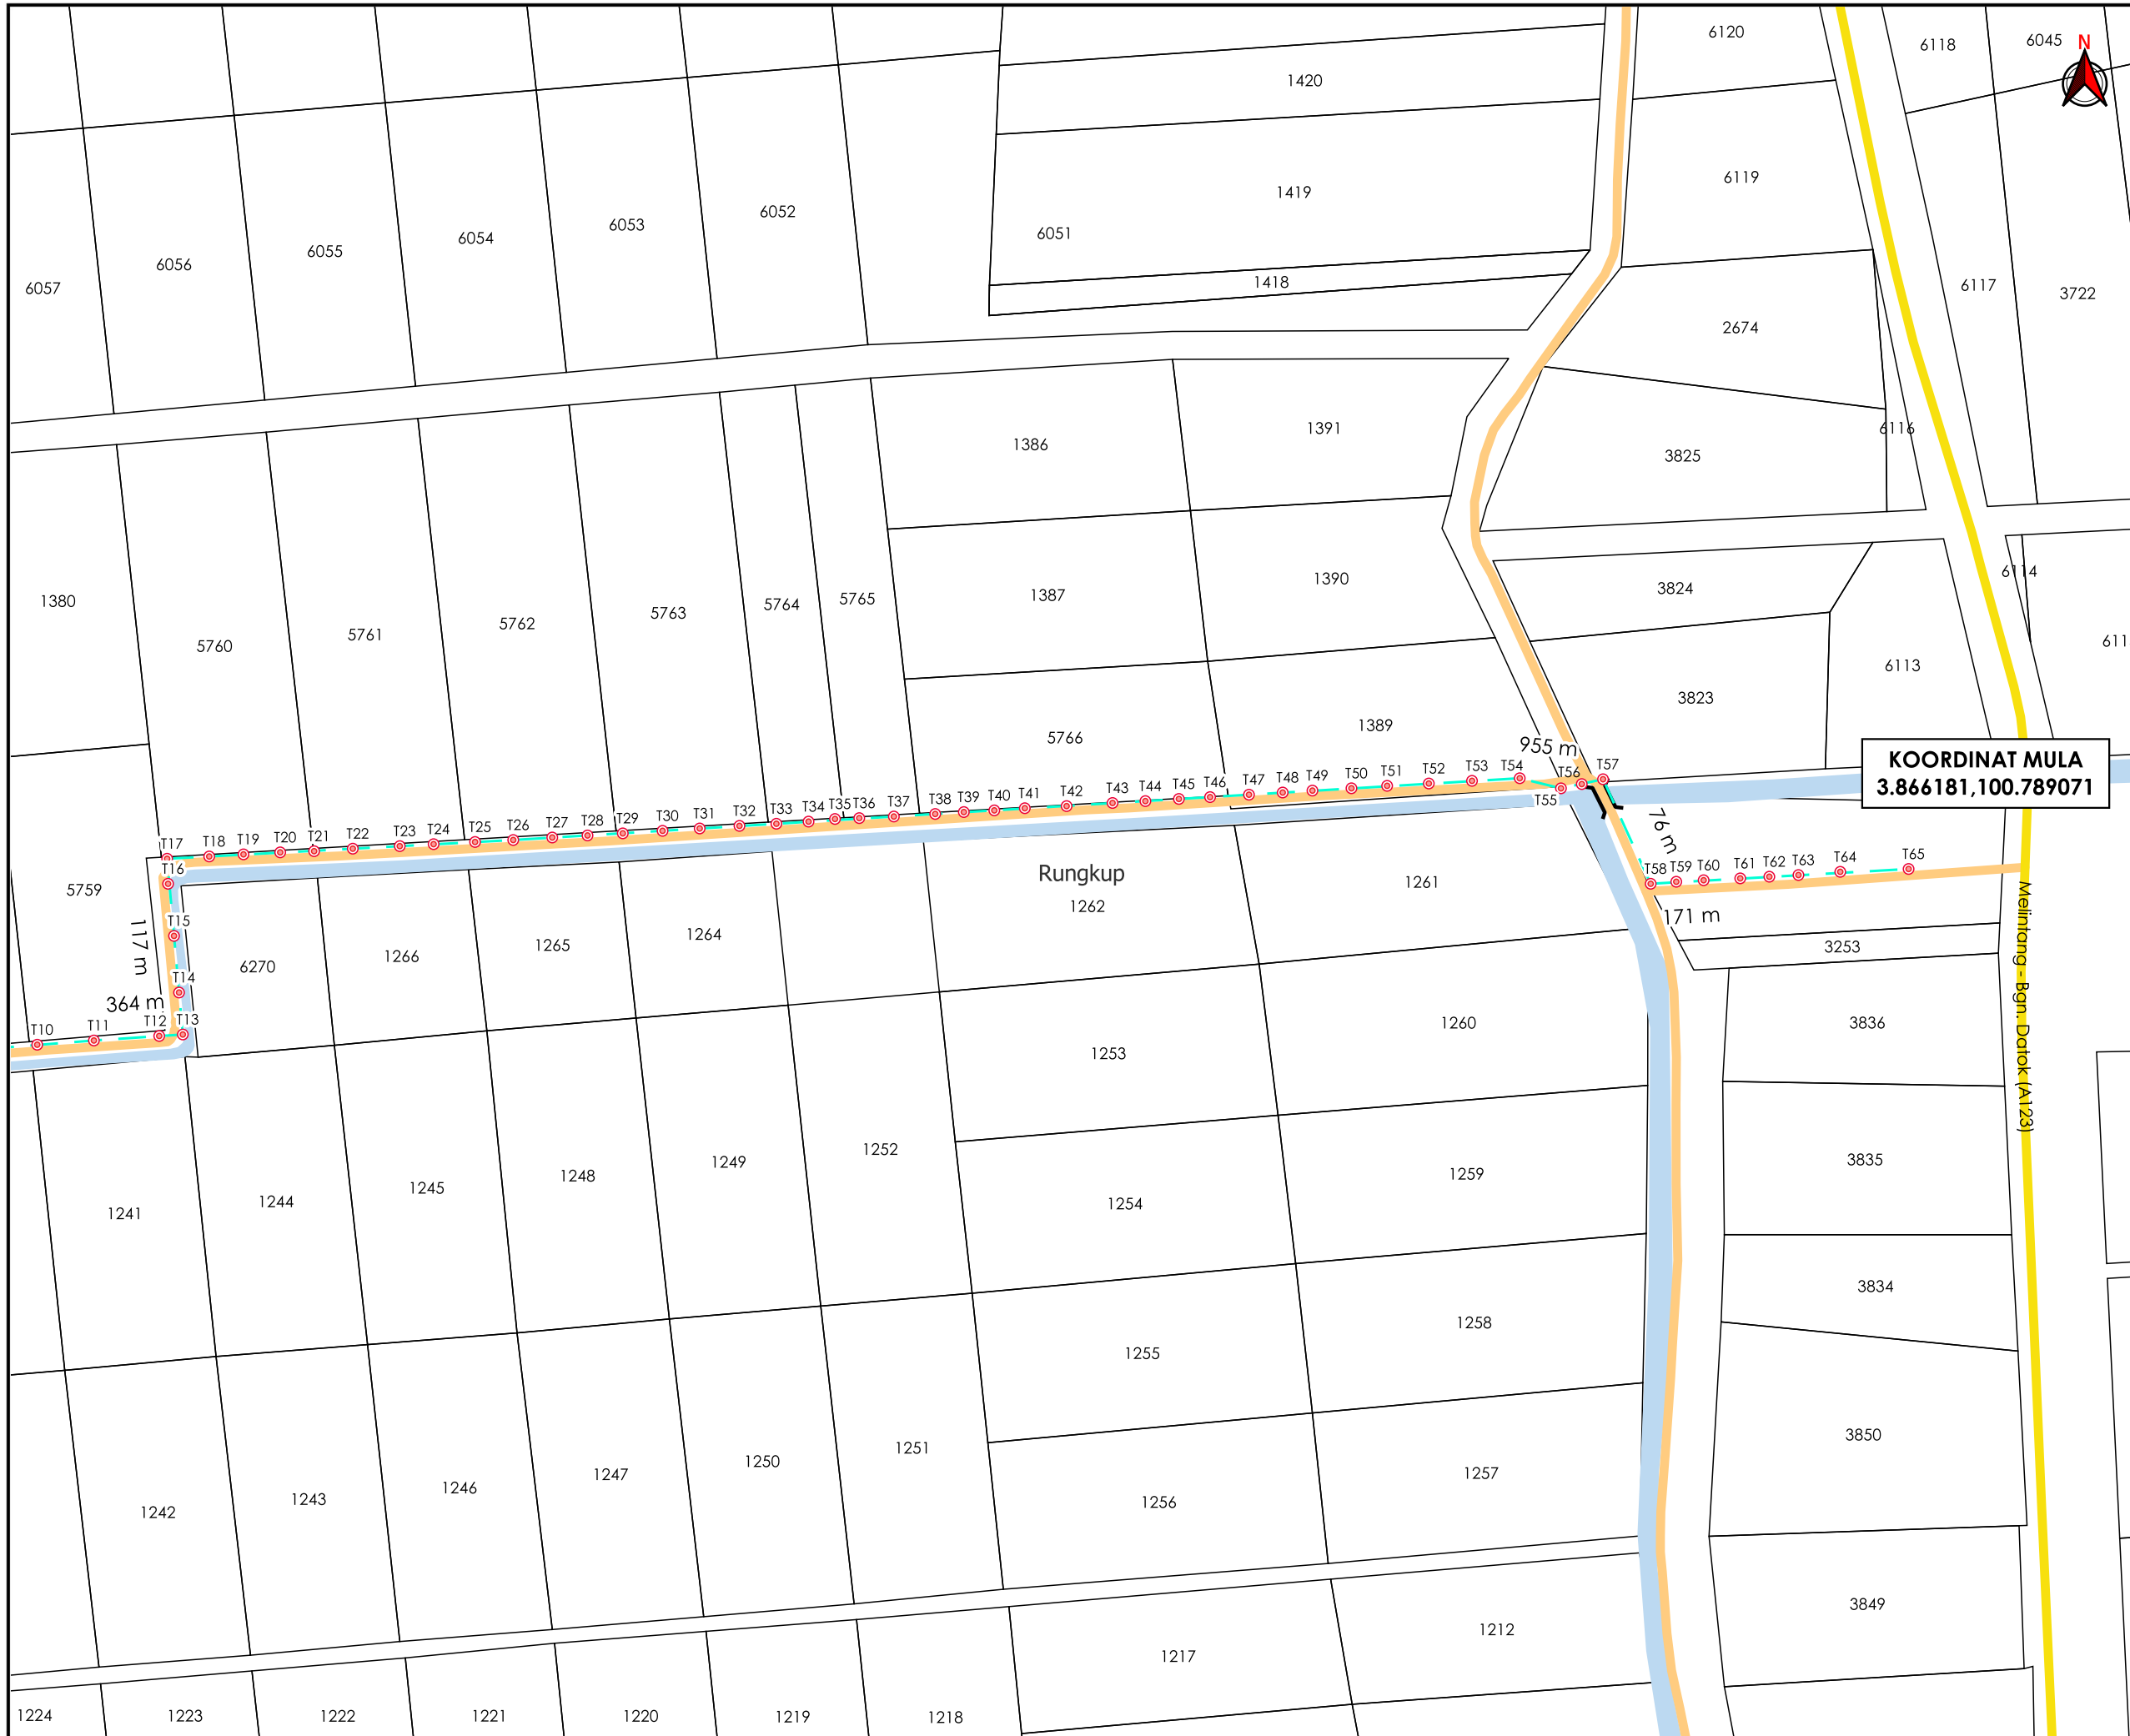 6120
6118
6045
N
1420
6119
1419
6052
6053
6054
6055
6056
6051
6057
1418
6117
3722
2674
1391
6116
1386
3825
6114
1390
3824
1387
1380
5765
5764
5763
5762
5761
5760
611
6113
3823
1389
5766
955 m
KOORDINAT MULA
3.866181,100.789071
T17
T18
T19
T20
T21
T22
T23
T24
T25
T26
T27
T28
T29
T30
T31
T32
T33
T34
T35
T36
T37
T38
T39
T40
T41
T42
T43
T44
T45
T46
T47
T48
T49
T50
T51
T52
T53
T54
T55
T56
T57
76 m
T58
T59
T60
T61
T62
T63
T64
T65
T16
5759
Rungkup
1262
1261
171 m
T15
117 m
6270
1266
1265
1264
3253
Melintang - Bgn. Datok (A123)
T14
364 m
T10
T11
T12
T13
1260
3836
1253
1252
1249
1248
1245
1244
1241
1254
1259
3835
3834
1258
1255
3850
1251
1250
1247
1246
1243
1242
1256
1257
3849
1212
1217
1224
1223
1222
1221
1220
1219
1218